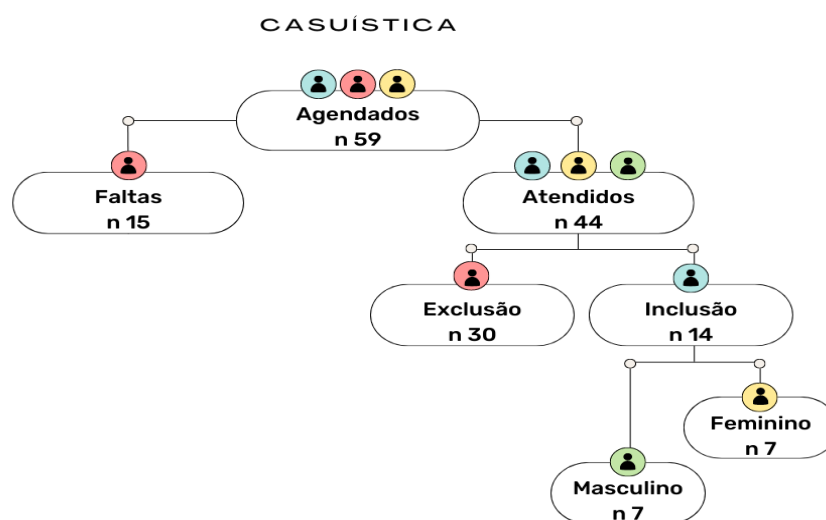 CASUÍSTICA
Agendados
n 59
Faltas
n 15
Atendidos
n 44
Exclusão
n 30
Inclusão
n 14
Feminino
n 7
Masculino
n 7